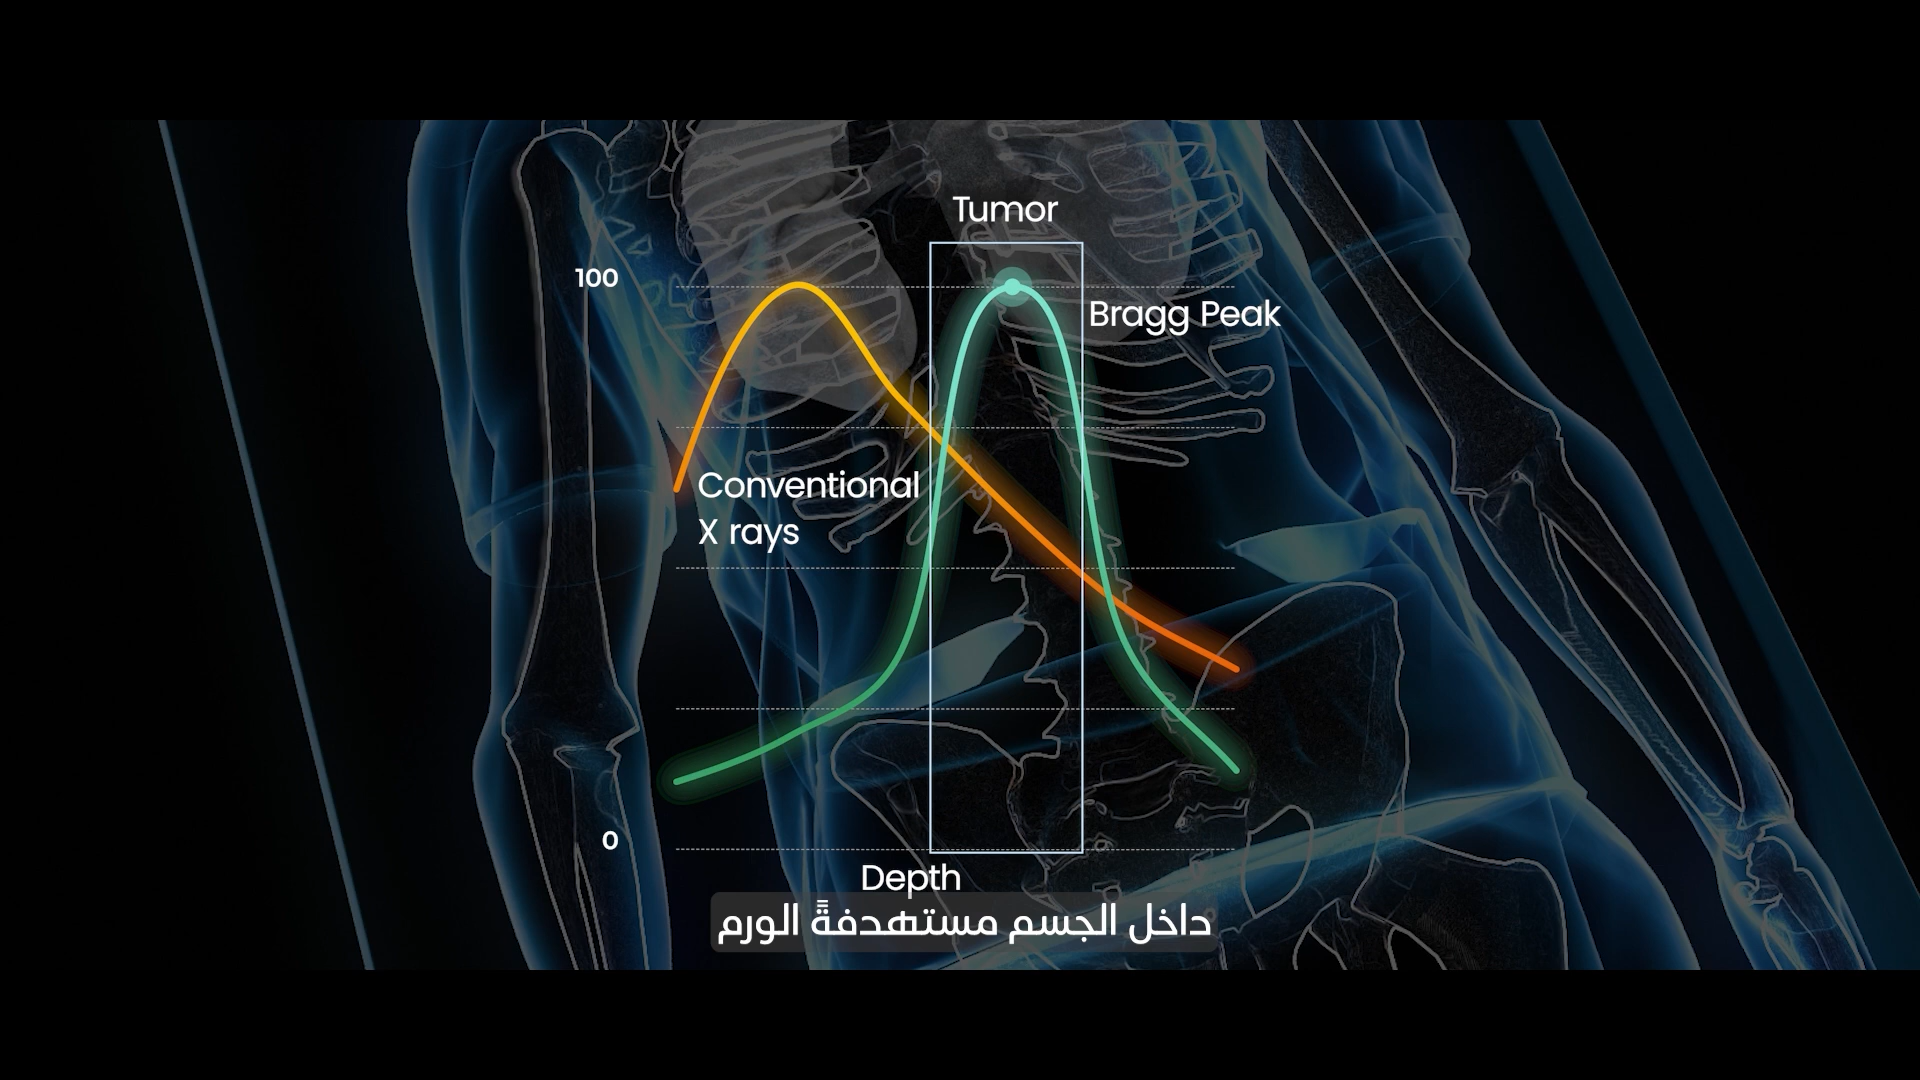 Tumor
100
Bragg Peak
Conventional
X rays
0
Depth
داخل الجسم مستهدفةً الورم